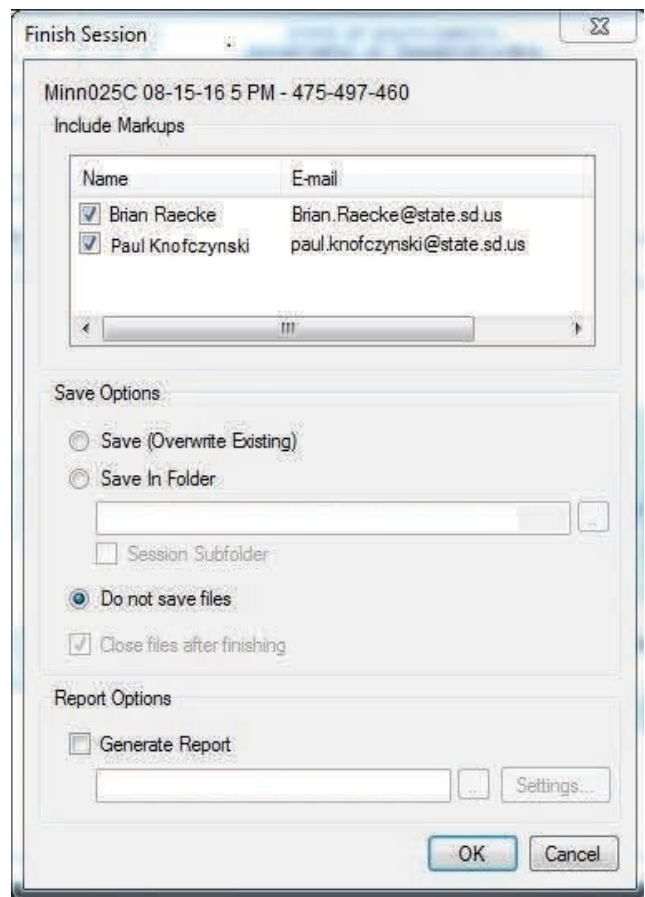 Finish Session
Minn025C 08-15-16 5 PM - 475-497-460
Include Markups
Name E-mail
Brian Raecke Brian.Raecke@state.sd.us
Paul Knofczynski paul.knofczynski@state.sd.us
Save Options
Save (Overwrite Existing)
Save In Folder
...
Session Subfolder
Do not save files
Close files after finishing
Report Options
Generate Report
... Settings...
OK Cancel